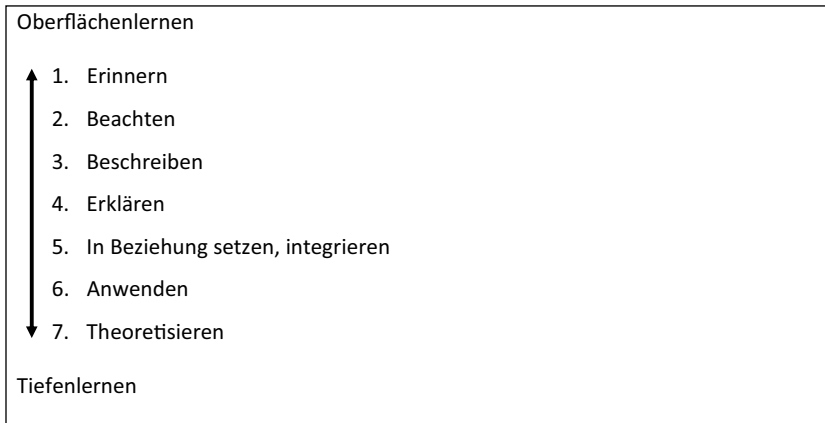 Oberflächenlernen
1. Erinnern
2. Beachten
3. Beschreiben
4. Erklären
5. In Beziehung setzen, integrieren
6. Anwenden
7. Theoretisieren
Tiefenlernen